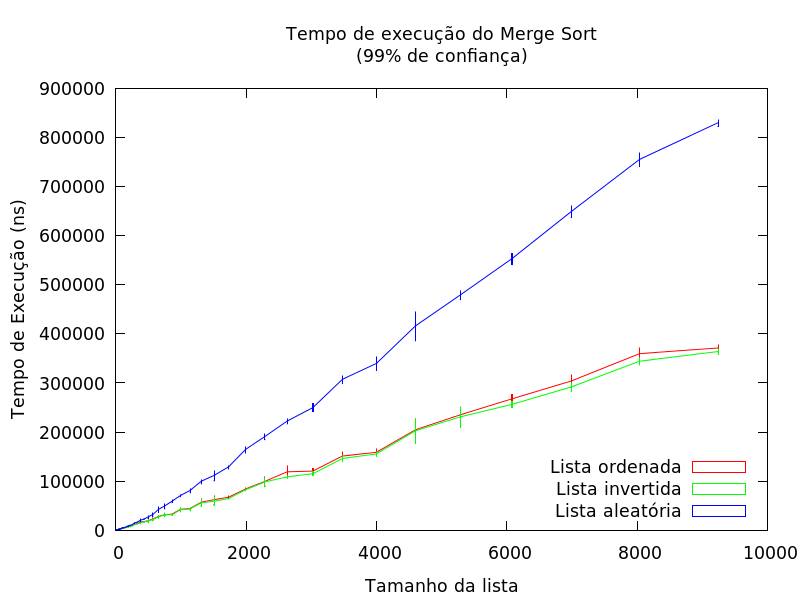 Tempo de execução do Merge Sort
(99% de confiança)
900000
800000
700000
600000
500000
400000
300000
200000
100000
0
Tempo de Execução (ns)
Lista ordenada
Lista invertida
Lista aleatória
0 2000 4000 6000 8000 10000
Tamanho da lista